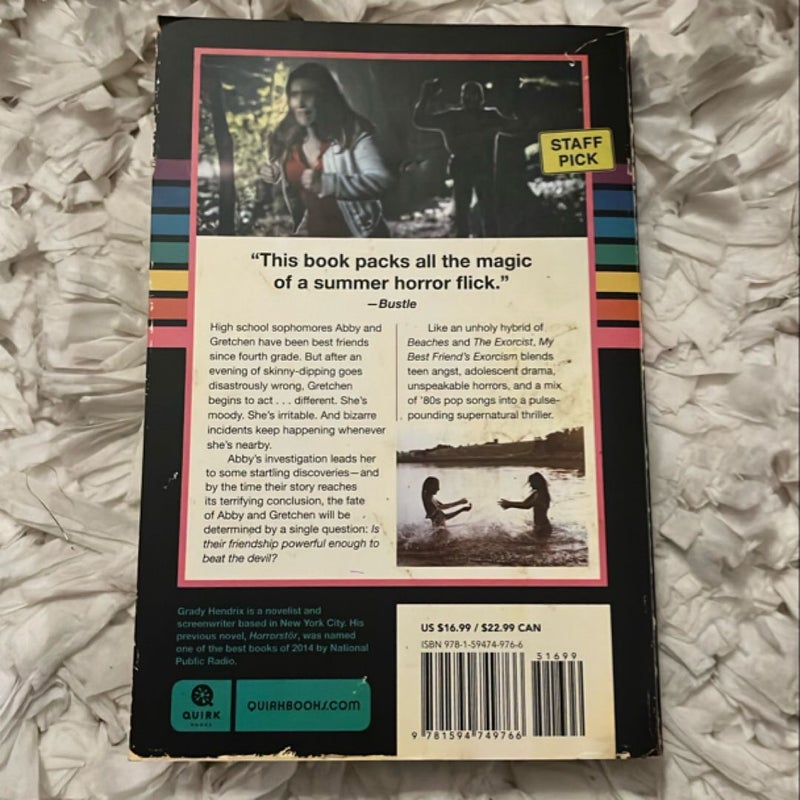 STAFF
PICK
“This book packs all the magic
of a summer horror flick.”
—Bustle
High school sophomores Abby and
Gretchen have been best friends
since fourth grade. But after an
evening of skinny-dipping goes
disastrously wrong, Gretchen
begins to act . . . different. She’s
moody. She’s irritable. And bizarre
incidents keep happening whenever
she’s nearby.
Abby’s investigation leads her
to some startling discoveries—and
by the time their story reaches
its terrifying conclusion, the fate
of Abby and Gretchen will be
determined by a single question: Is
their friendship powerful enough to
beat the devil?
Like an unholy hybrid of
Beaches and The Exorcist, My
Best Friend’s Exorcism blends
teen angst, adolescent drama,
unspeakable horrors, and a mix
of ’80s pop songs into a pulse-
pounding supernatural thriller.
Grady Hendrix is a novelist and
screenwriter based in New York City. His
previous novel, Horrorstör, was named
one of the best books of 2014 by National
Public Radio.
QUIRK
BOOKS
QUIRKBOOKS.COM
US $16.99 / $22.99 CAN
ISBN 978-1-59474-976-6
51699
9 781594 749766